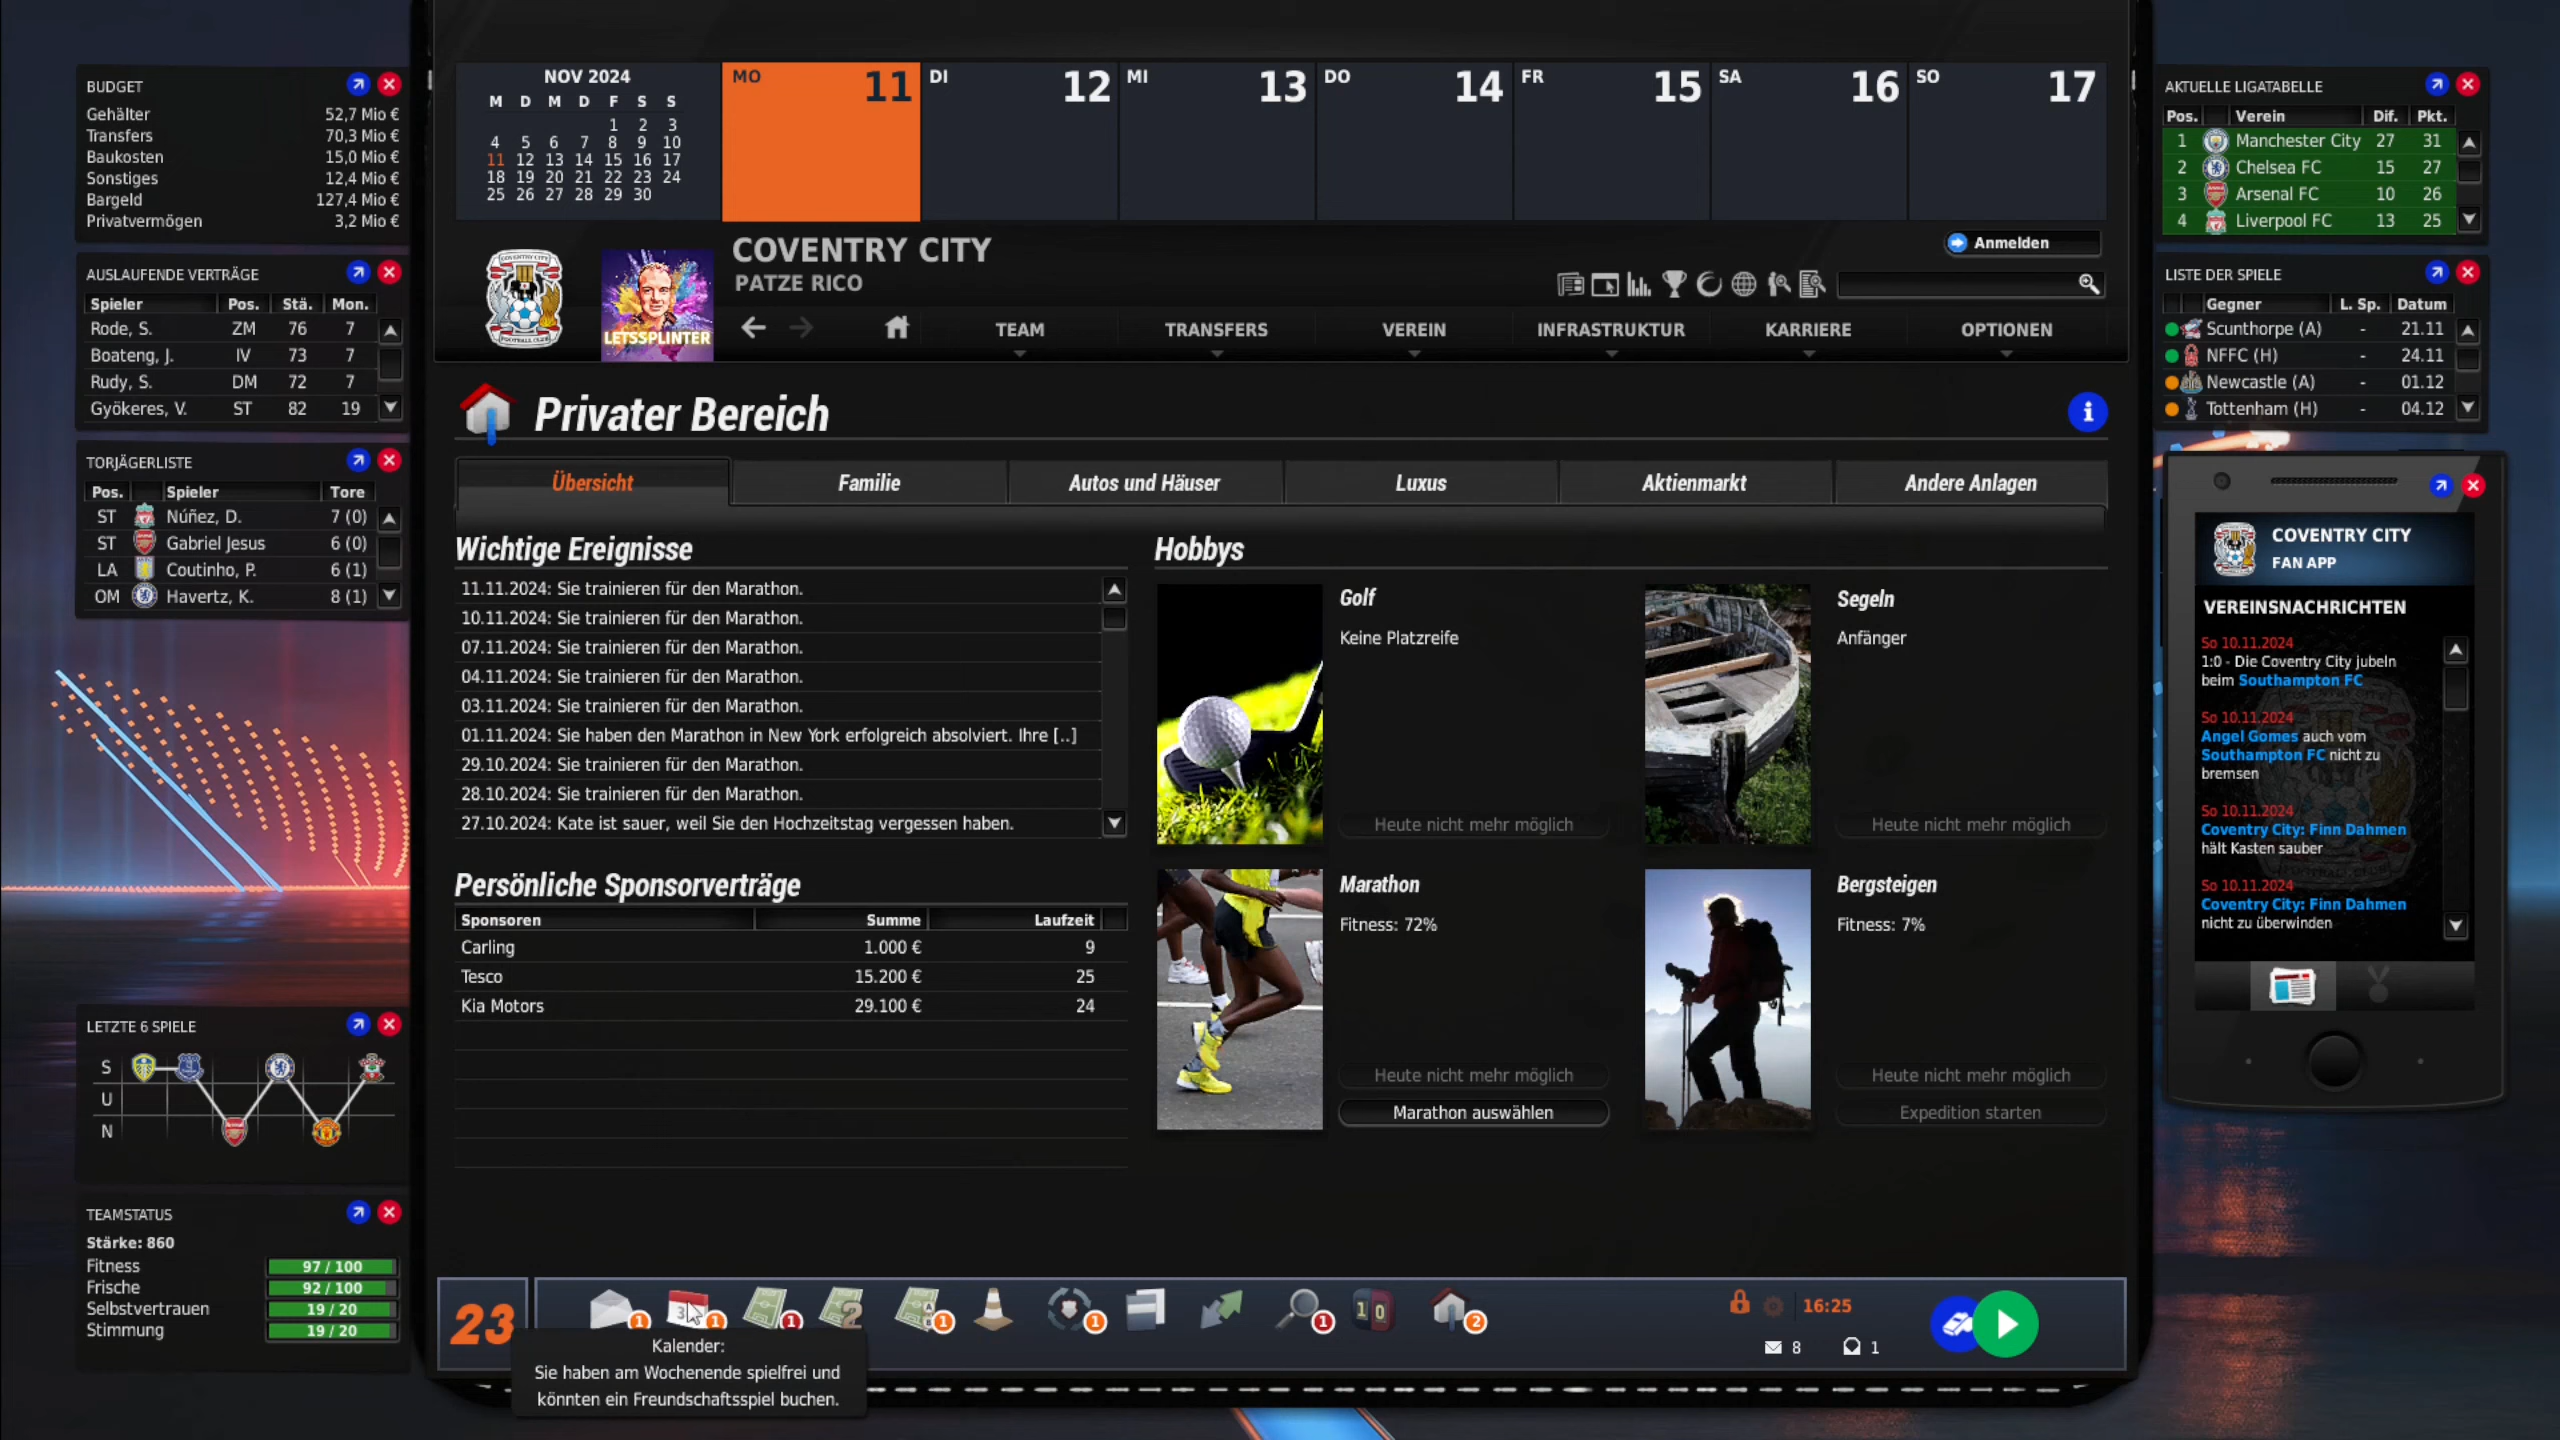 BUDGET
Gehälter 52,7 Mio €
Transfers 70,3 Mio €
Baukosten 15,0 Mio €
Sonstiges 12,4 Mio €
Bargeld 127,4 Mio €
Privatvermögen 3,2 Mio €
AUSLAUFENDE VERTRÄGE
Spieler Pos. Stä. Mon.
Rode, S. ZM 76 7
Boateng, J. IV 73 7
Rudy, S. DM 72 7
Gyökeres, V. ST 82 19
TORJÄGERLISTE
Pos. Spieler Tore
ST Núñez, D. 7 (0)
ST Gabriel Jesus 6 (0)
LA Coutinho, P. 6 (1)
OM Havertz, K. 8 (1)
LETZTE 6 SPIELE
S
U
N
TEAMSTATUS
Stärke: 860
Fitness 97 / 100
Frische 92 / 100
Selbstvertrauen 19 / 20
Stimmung 19 / 20
NOV 2024
M D M D F S S
1 2 3
4 5 6 7 8 9 10
11 12 13 14 15 16 17
18 19 20 21 22 23 24
25 26 27 28 29 30
MO 11 DI 12 MI 13 DO 14 FR 15 SA 16 SO 17
COVENTRY CITY
PATZE RICO
LETSSPLINTER
Anmelden
TEAM TRANSFERS VEREIN INFRASTRUKTUR KARRIERE OPTIONEN
Privater Bereich
Übersicht Familie Autos und Häuser Luxus Aktienmarkt Andere Anlagen
Wichtige Ereignisse
11.11.2024: Sie trainieren für den Marathon.
10.11.2024: Sie trainieren für den Marathon.
07.11.2024: Sie trainieren für den Marathon.
04.11.2024: Sie trainieren für den Marathon.
03.11.2024: Sie trainieren für den Marathon.
01.11.2024: Sie haben den Marathon in New York erfolgreich absolviert. Ihre [..]
29.10.2024: Sie trainieren für den Marathon.
28.10.2024: Sie trainieren für den Marathon.
27.10.2024: Kate ist sauer, weil Sie den Hochzeitstag vergessen haben.
Persönliche Sponsorverträge
Sponsoren Summe Laufzeit
Carling 1.000 € 9
Tesco 15.200 € 25
Kia Motors 29.100 € 24
Hobbys
Golf
Keine Platzreife
Heute nicht mehr möglich
Segeln
Anfänger
Heute nicht mehr möglich
Marathon
Fitness: 72%
Heute nicht mehr möglich
Marathon auswählen
Bergsteigen
Fitness: 7%
Heute nicht mehr möglich
Expedition starten
23
1 1 1 2 1 1 1 1 0 2
16:25
8 1
Kalender:
Sie haben am Wochenende spielfrei und
könnten ein Freundschaftsspiel buchen.
AKTUELLE LIGATABELLE
Pos. Verein Dif. Pkt.
1 Manchester City 27 31
2 Chelsea FC 15 27
3 Arsenal FC 10 26
4 Liverpool FC 13 25
LISTE DER SPIELE
Gegner L. Sp. Datum
Scunthorpe (A) - 21.11
NFFC (H) - 24.11
Newcastle (A) - 01.12
Tottenham (H) - 04.12
COVENTRY CITY
FAN APP
VEREINSNACHRICHTEN
So 10.11.2024
1:0 - Die Coventry City jubeln
beim Southampton FC
So 10.11.2024
Angel Gomes auch vom
Southampton FC nicht zu
bremsen
So 10.11.2024
Coventry City: Finn Dahmen
hält Kasten sauber
So 10.11.2024
Coventry City: Finn Dahmen
nicht zu überwinden